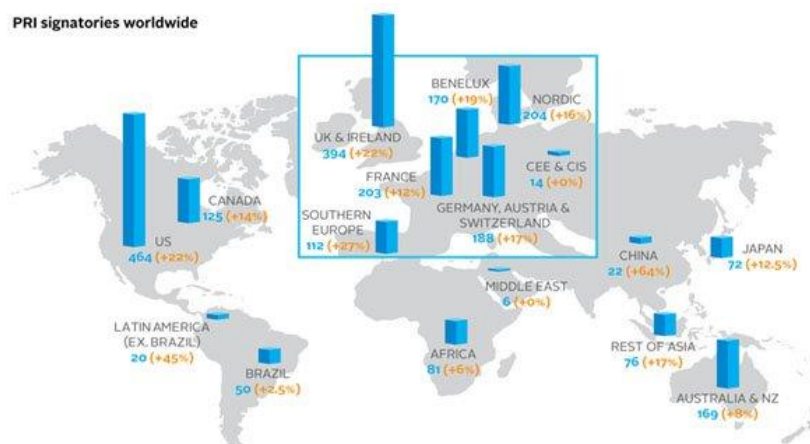 PRI signatories worldwide
BENELUX
170 (+19%)
NORDIC
204 (+16%)
UK & IRELAND
394 (+22%)
CEE & CIS
14 (+0%)
FRANCE
203 (+12%)
GERMANY, AUSTRIA &
SWITZERLAND
188 (+17%)
SOUTHERN
EUROPE
112 (+27%)
CANADA
125 (+14%)
US
464 (+22%)
CHINA
22 (+64%)
JAPAN
72 (+12.5%)
MIDDLE EAST
6 (+0%)
LATIN AMERICA
(EX. BRAZIL)
20 (+45%)
BRAZIL
50 (+2.5%)
AFRICA
81 (+6%)
REST OF ASIA
76 (+17%)
AUSTRALIA & NZ
169 (+8%)